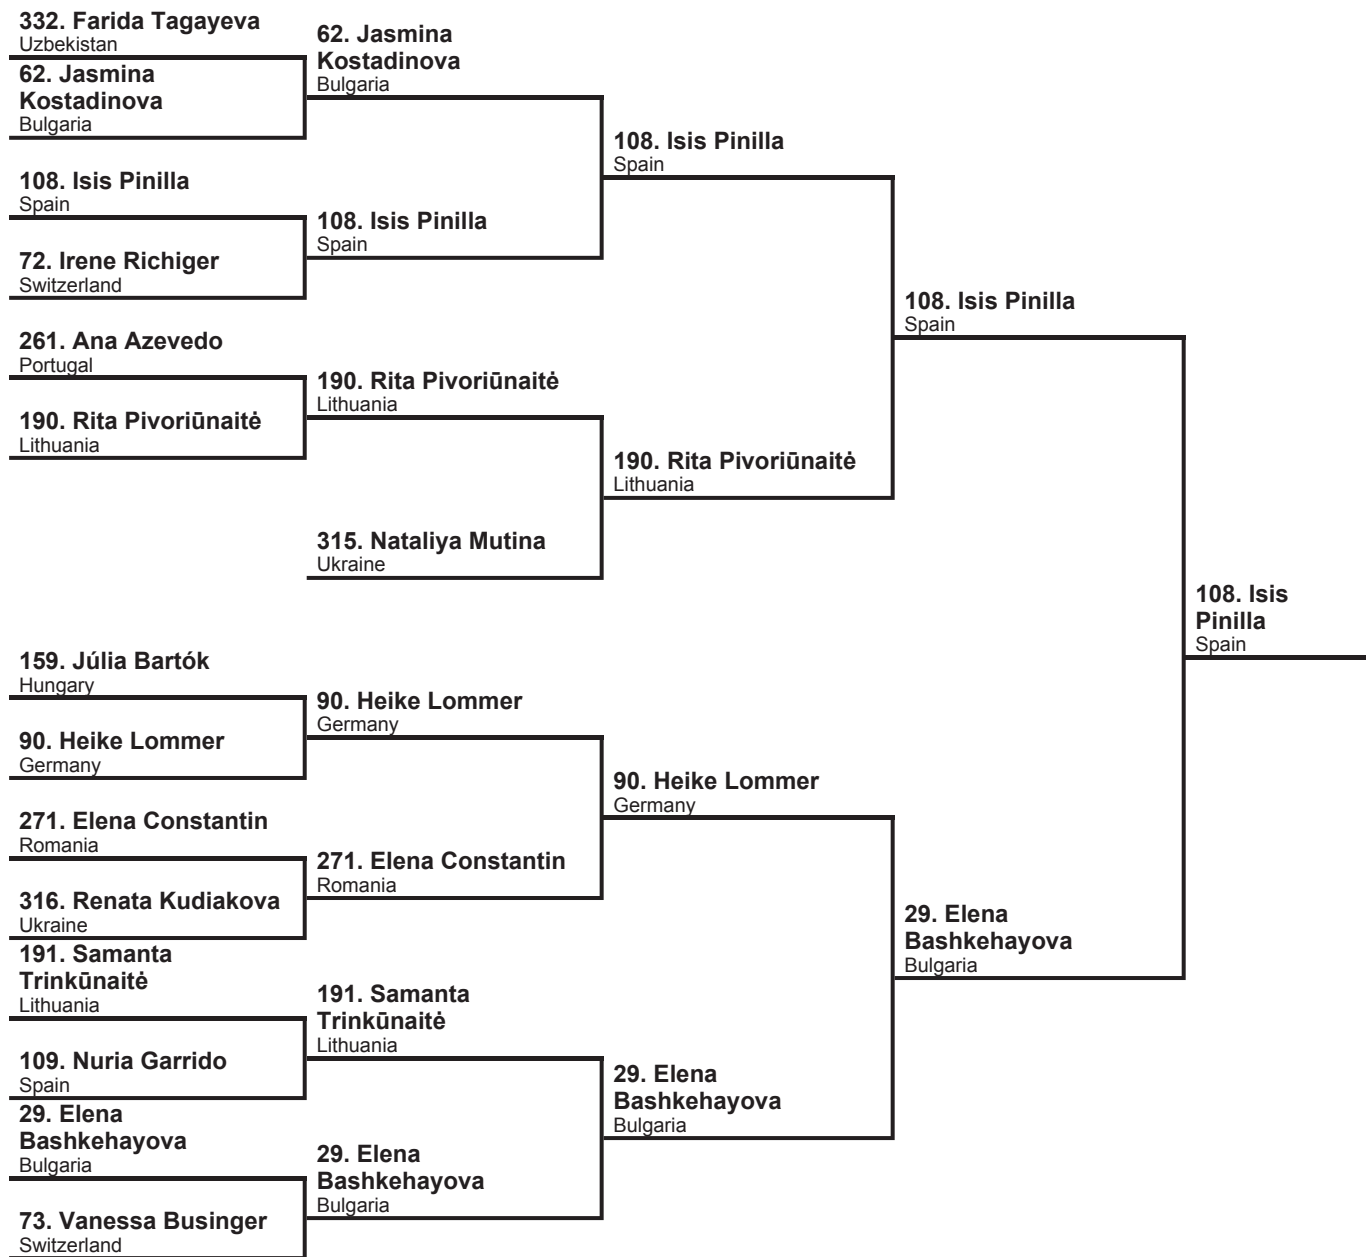 332. Farida Tagayeva
Uzbekistan
62. Jasmina
Kostadinova
Bulgaria
108. Isis Pinilla
Spain
72. Irene Richiger
Switzerland
261. Ana Azevedo
Portugal
190. Rita Pivoriūnaitė
Lithuania
159. Júlia Bartók
Hungary
90. Heike Lommer
Germany
271. Elena Constantin
Romania
316. Renata Kudiakova
Ukraine
191. Samanta
Trinkūnaitė
Lithuania
109. Nuria Garrido
Spain
29. Elena
Bashkehayova
Bulgaria
73. Vanessa Businger
Switzerland
62. Jasmina
Kostadinova
Bulgaria
108. Isis Pinilla
Spain
190. Rita Pivoriūnaitė
Lithuania
315. Nataliya Mutina
Ukraine
90. Heike Lommer
Germany
271. Elena Constantin
Romania
191. Samanta
Trinkūnaitė
Lithuania
29. Elena
Bashkehayova
Bulgaria
108. Isis Pinilla
Spain
190. Rita Pivoriūnaitė
Lithuania
90. Heike Lommer
Germany
29. Elena
Bashkehayova
Bulgaria
108. Isis Pinilla
Spain
29. Elena
Bashkehayova
Bulgaria
108. Isis
Pinilla
Spain